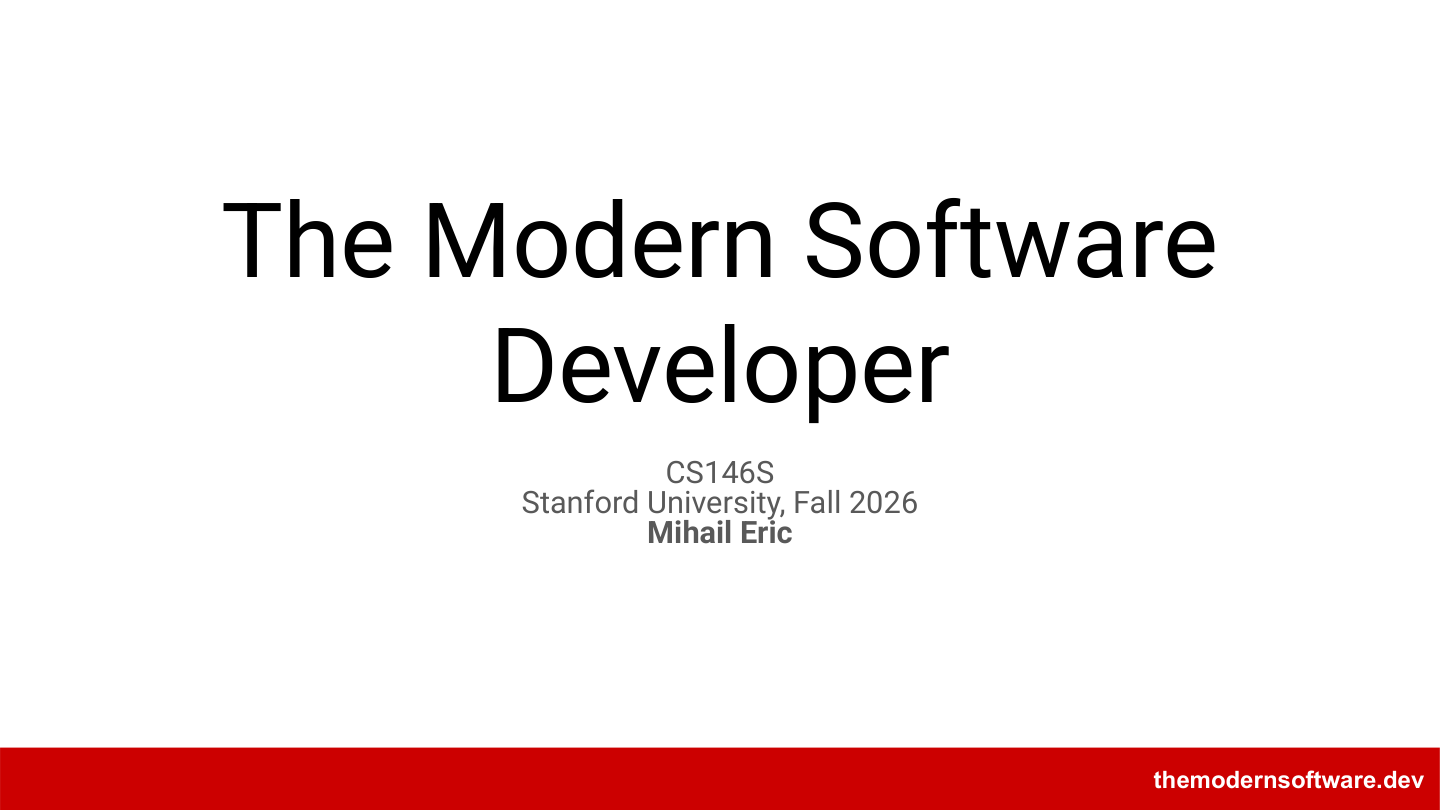 The Modern Software
Developer
CS146S
Stanford University, Fall 2026
Mihail Eric
themodernsoftware.dev